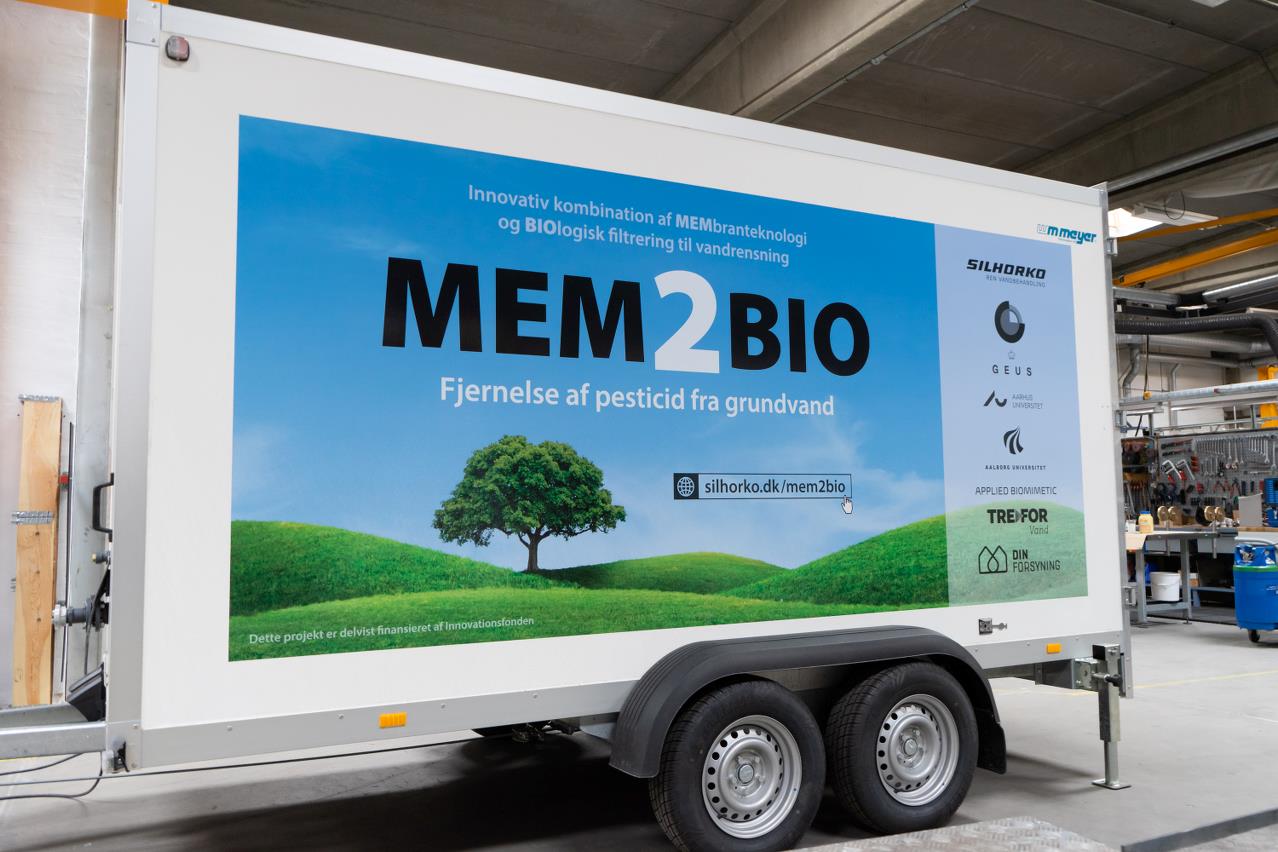 Innovativ kombination af MEMbranteknologi
og BIOlogisk filtrering til vandrensning
MEM2BIO
Fjernelse af pesticid fra grundvand
silhorko.dk/mem2bio
Dette projekt er delvist finansieret af Innovationsfonden
wm meyer
SILHORKO
REN VANDBEHANDLING
GEUS
AARHUS
UNIVERSITET
AALBORG UNIVERSITET
APPLIED BIOMIMETIC
TREFOR
Vand
DIN
FORSYNING